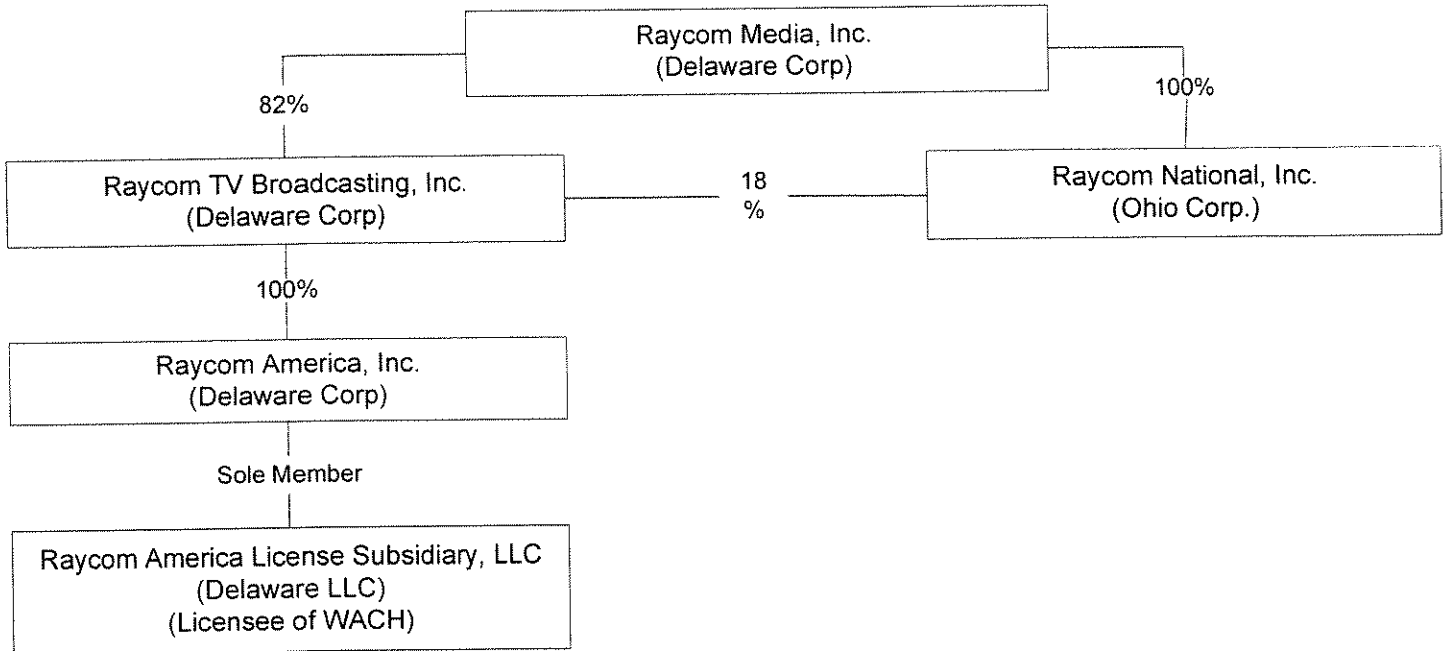 Raycom Media, Inc.
(Delaware Corp)
82%
100%
Raycom TV Broadcasting, Inc.
(Delaware Corp)
18
%
Raycom National, Inc.
(Ohio Corp.)
100%
Raycom America, Inc.
(Delaware Corp)
Sole Member
Raycom America License Subsidiary, LLC
(Delaware LLC)
(Licensee of WACH)